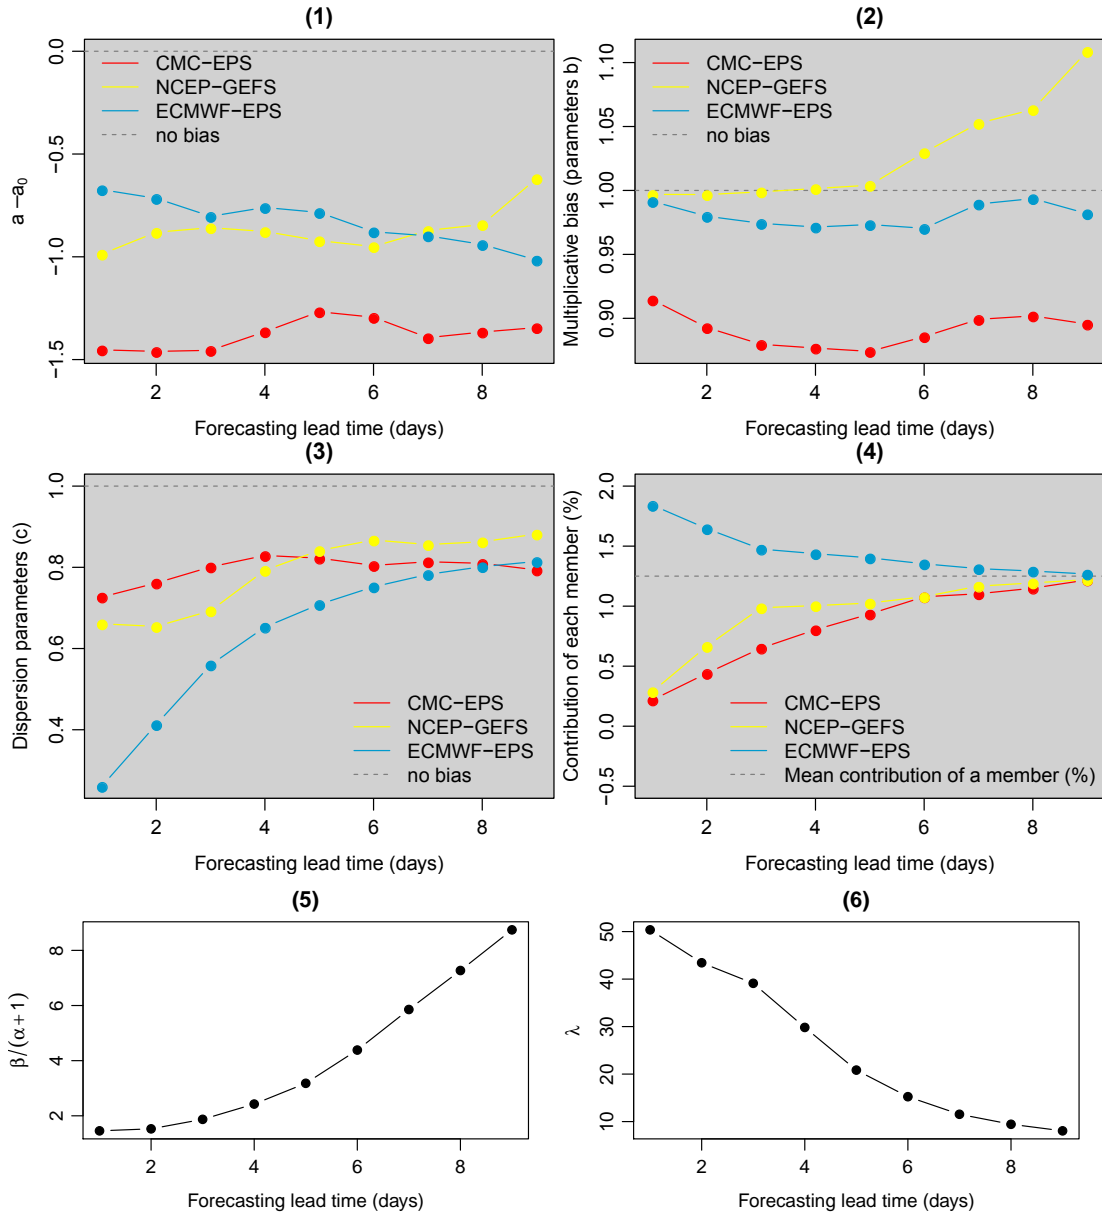 (1)
a −a₀
0.0
−0.5
−1.0
−1.5
CMC−EPS
NCEP−GEFS
ECMWF−EPS
no bias
2 4 6 8
Forecasting lead time (days)
(2)
Multiplicative bias (parameters b)
1.10
1.05
1.00
0.95
0.90
CMC−EPS
NCEP−GEFS
ECMWF−EPS
no bias
2 4 6 8
Forecasting lead time (days)
(3)
Dispersion parameters (c)
1.0
0.8
0.6
0.4
CMC−EPS
NCEP−GEFS
ECMWF−EPS
no bias
2 4 6 8
Forecasting lead time (days)
(4)
Contribution of each member (%)
2.0
1.5
1.0
0.5
0.0
−0.5
CMC−EPS
NCEP−GEFS
ECMWF−EPS
Mean contribution of a member (%)
2 4 6 8
Forecasting lead time (days)
(5)
β/(α+1)
8
6
4
2
2 4 6 8
Forecasting lead time (days)
(6)
λ
50
40
30
20
10
2 4 6 8
Forecasting lead time (days)